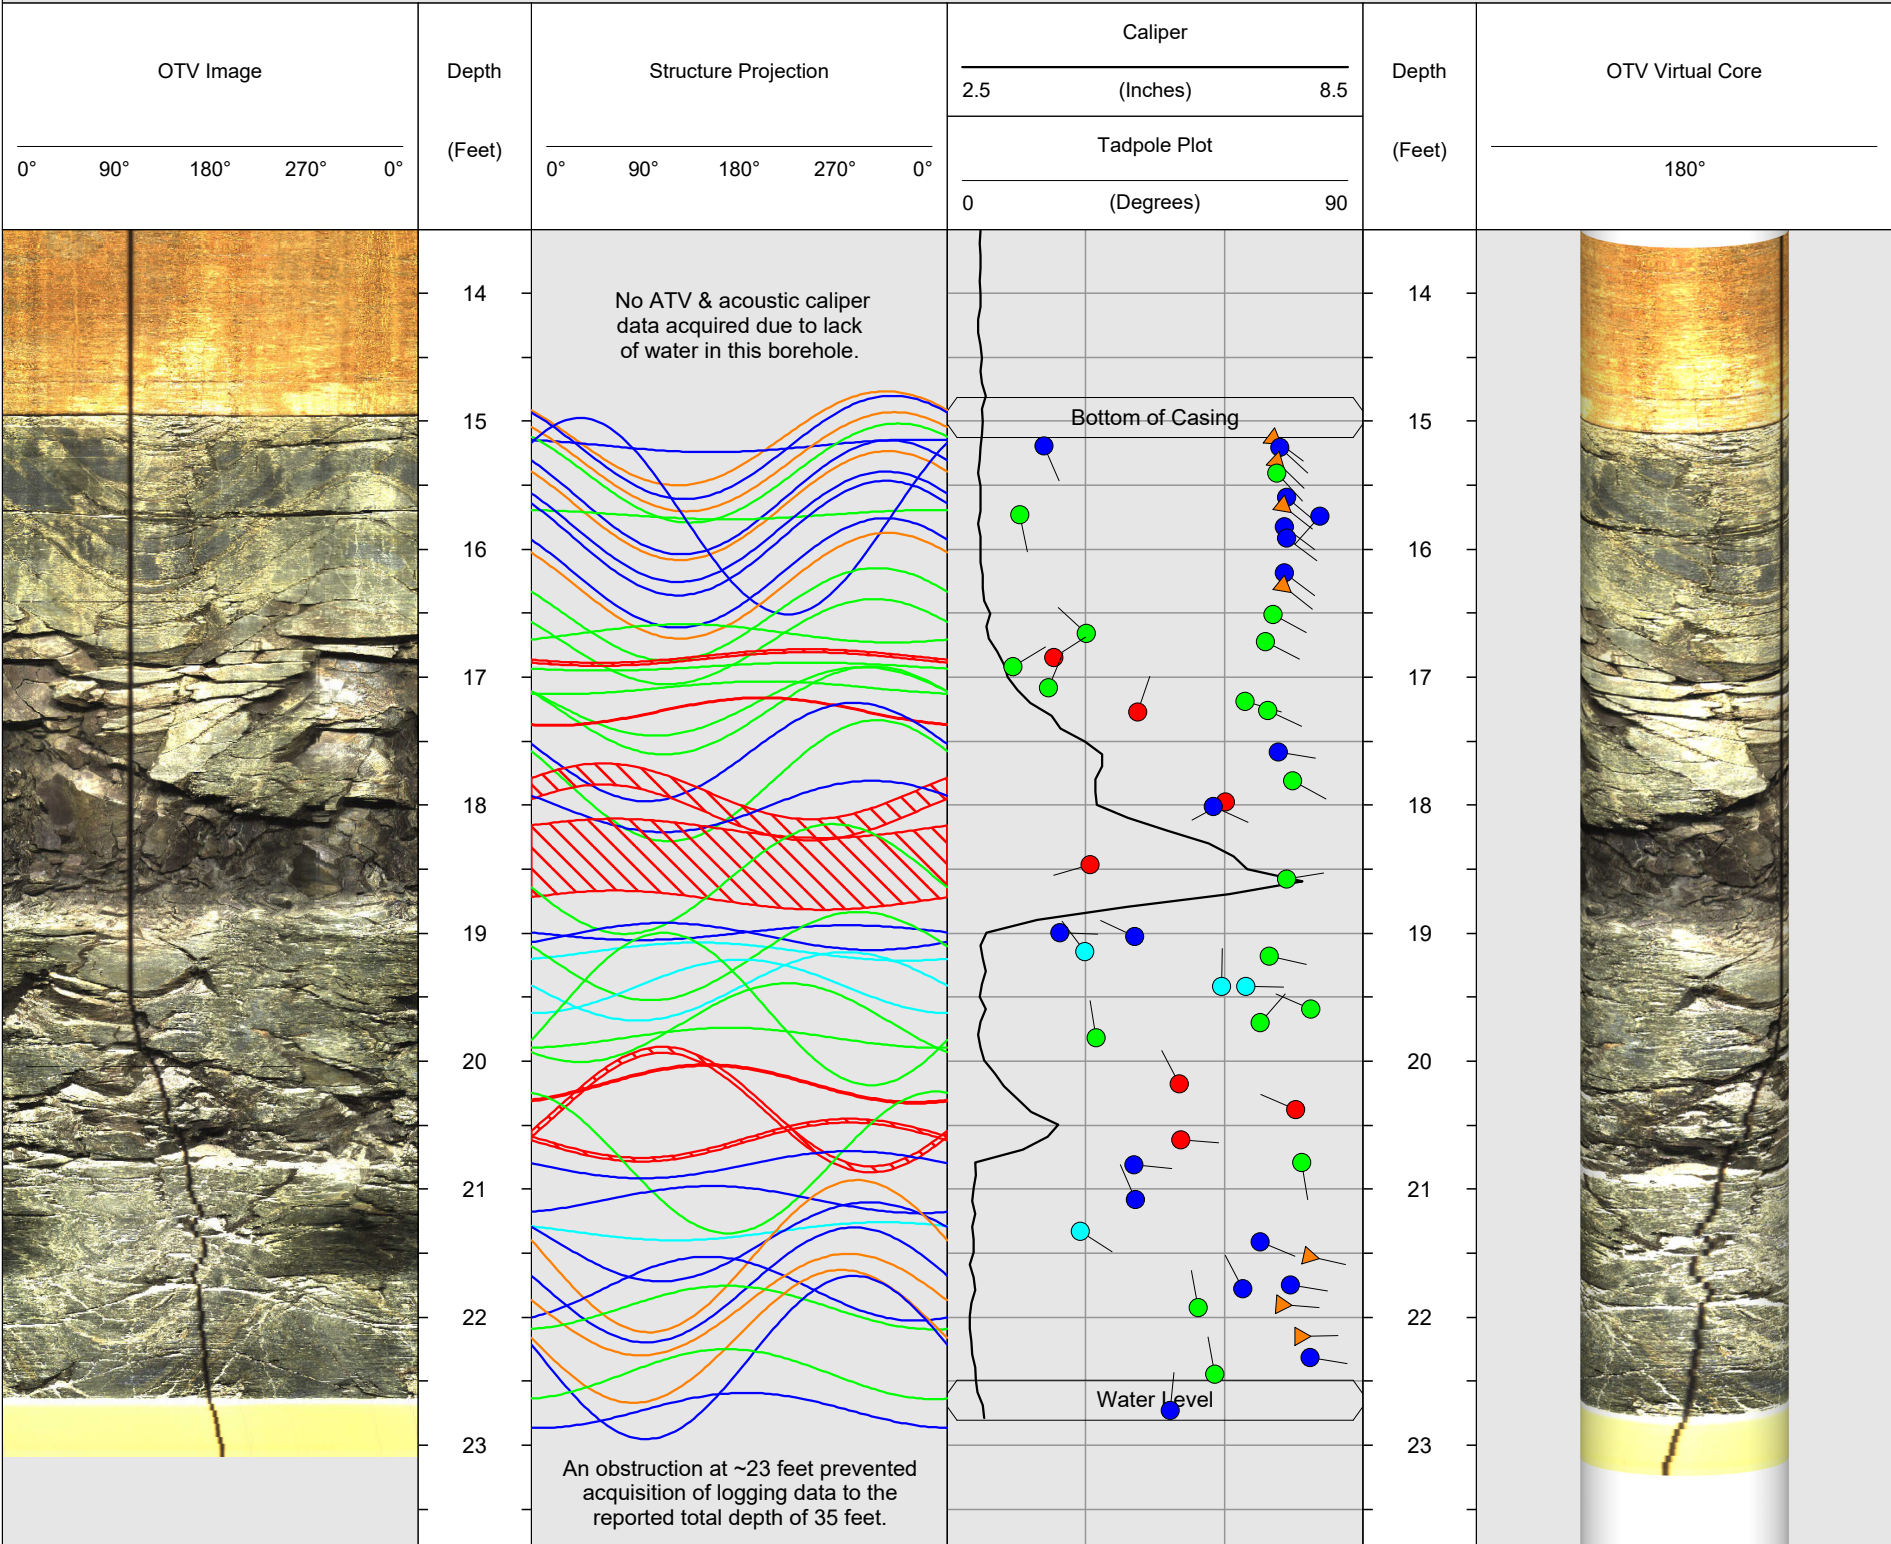 OTV Image
0° 90° 180° 270° 0°
Depth
(Feet)
Structure Projection
0° 90° 180° 270° 0°
Caliper
2.5 (Inches) 8.5
Tadpole Plot
0 (Degrees) 90
Depth
(Feet)
OTV Virtual Core
180°
14
15
16
17
18
19
20
21
22
23
No ATV & acoustic caliper
data acquired due to lack
of water in this borehole.
An obstruction at ~23 feet prevented
acquisition of logging data to the
reported total depth of 35 feet.
Bottom of Casing
Water Level
14
15
16
17
18
19
20
21
22
23